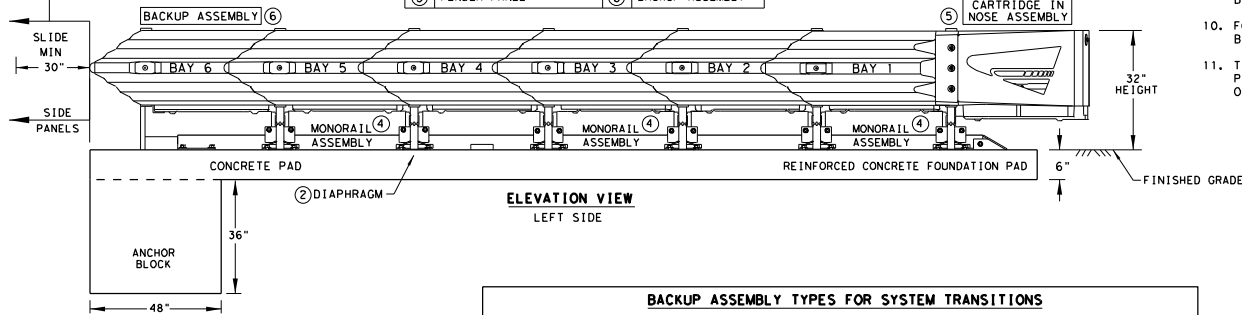 BACKUP ASSEMBLY 6
5
CARTRIDGE IN
NOSE ASSEMBLY
10.
11.
SLIDE
MIN
30"
BAY 6
BAY 5
BAY 4
BAY 3
BAY 2
BAY 1
32"
HEIGHT
SIDE
PANELS
MONORAIL 4
ASSEMBLY
MONORAIL 4
ASSEMBLY
MONORAIL 4
ASSEMBLY
CONCRETE PAD
REINFORCED CONCRETE FOUNDATION PAD
6"
2 DIAPHRAGM
FINISHED GRADE
ELEVATION VIEW
LEFT SIDE
36"
ANCHOR
BLOCK
48"
BACKUP ASSEMBLY TYPES FOR SYSTEM TRANSITIONS